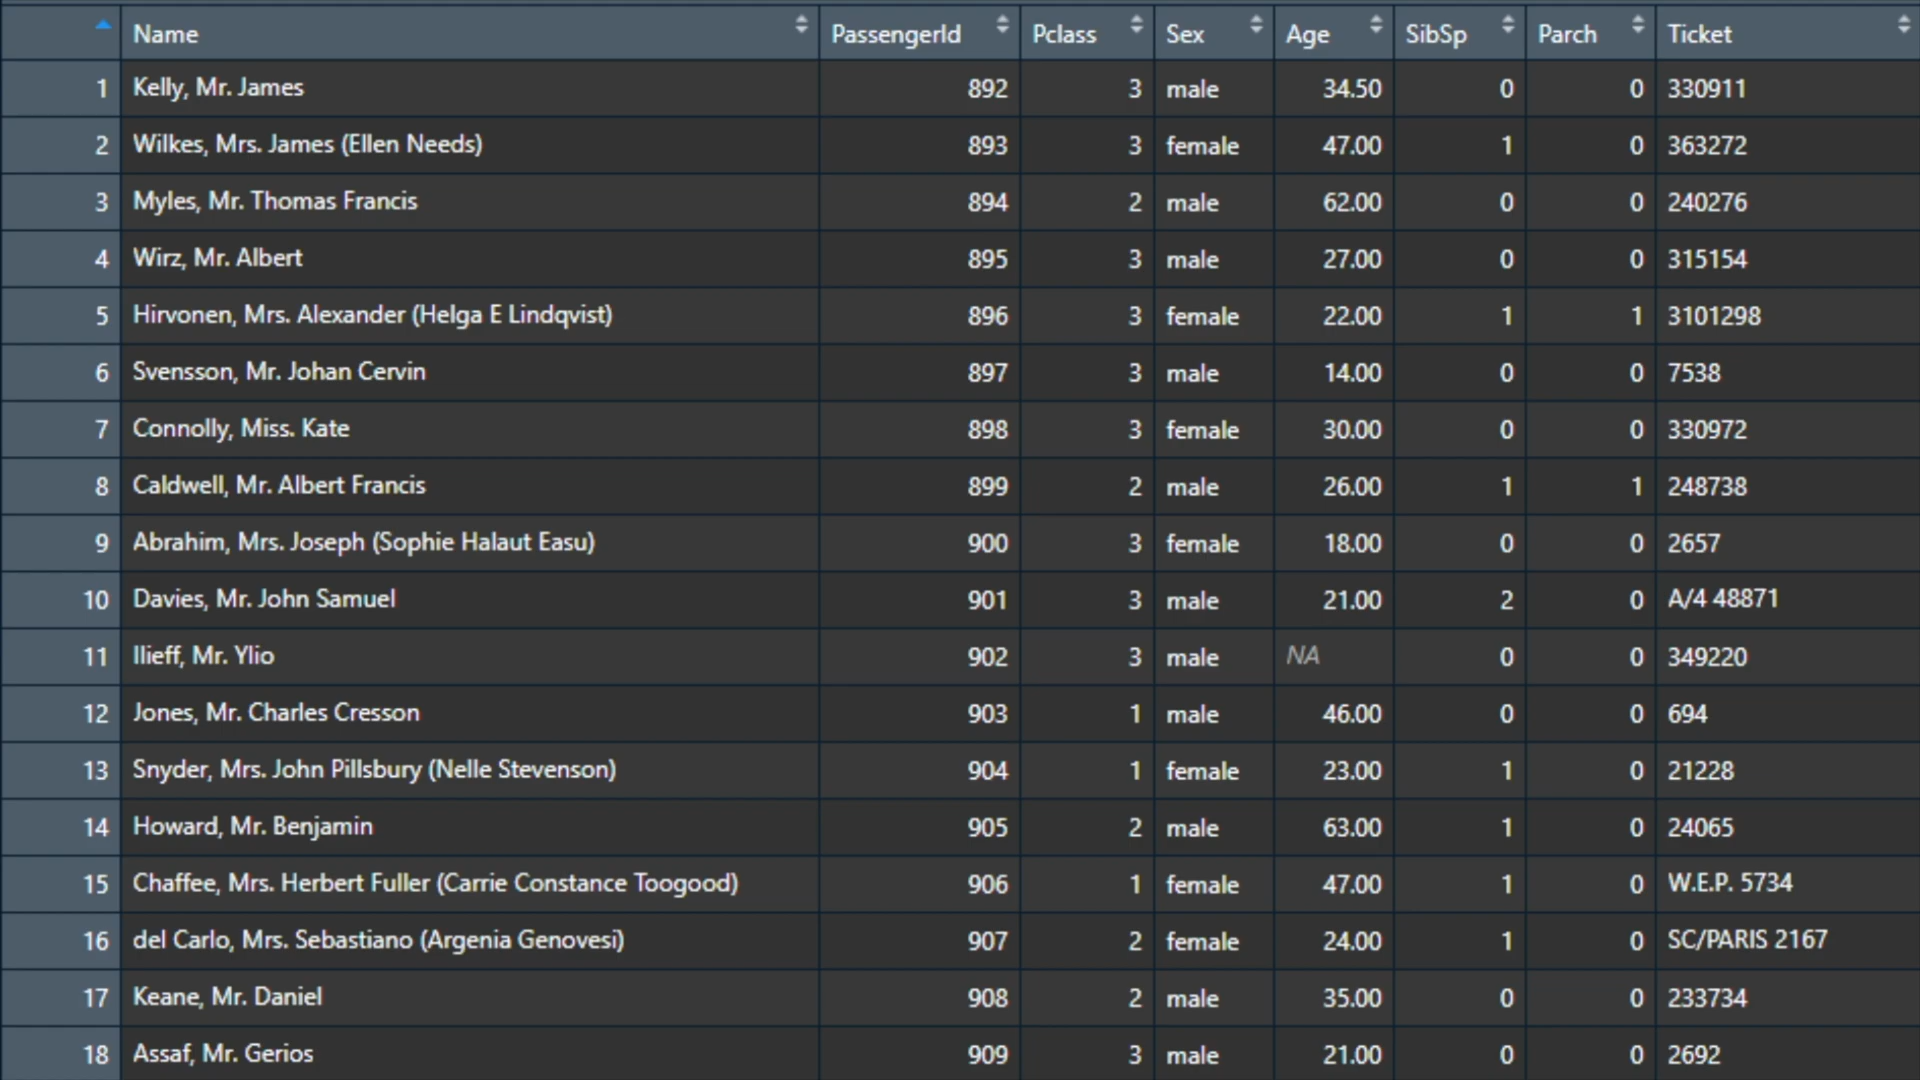 Name PassengerId Pclass Sex Age SibSp Parch Ticket
1 Kelly, Mr. James 892 3 male 34.50 0 0 330911
2 Wilkes, Mrs. James (Ellen Needs) 893 3 female 47.00 1 0 363272
3 Myles, Mr. Thomas Francis 894 2 male 62.00 0 0 240276
4 Wirz, Mr. Albert 895 3 male 27.00 0 0 315154
5 Hirvonen, Mrs. Alexander (Helga E Lindqvist) 896 3 female 22.00 1 1 3101298
6 Svensson, Mr. Johan Cervin 897 3 male 14.00 0 0 7538
7 Connolly, Miss. Kate 898 3 female 30.00 0 0 330972
8 Caldwell, Mr. Albert Francis 899 2 male 26.00 1 1 248738
9 Abrahim, Mrs. Joseph (Sophie Halaut Easu) 900 3 female 18.00 0 0 2657
10 Davies, Mr. John Samuel 901 3 male 21.00 2 0 A/4 48871
11 Ilieff, Mr. Ylio 902 3 male NA 0 0 349220
12 Jones, Mr. Charles Cresson 903 1 male 46.00 0 0 694
13 Snyder, Mrs. John Pillsbury (Nelle Stevenson) 904 1 female 23.00 1 0 21228
14 Howard, Mr. Benjamin 905 2 male 63.00 1 0 24065
15 Chaffee, Mrs. Herbert Fuller (Carrie Constance Toogood) 906 1 female 47.00 1 0 W.E.P. 5734
16 del Carlo, Mrs. Sebastiano (Argenia Genovesi) 907 2 female 24.00 1 0 SC/PARIS 2167
17 Keane, Mr. Daniel 908 2 male 35.00 0 0 233734
18 Assaf, Mr. Gerios 909 3 male 21.00 0 0 2692